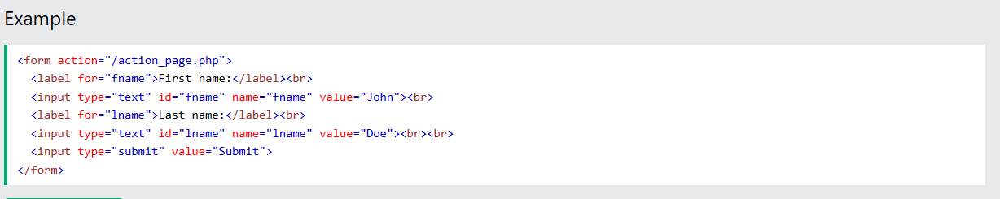 Example
<form action="/action_page.php">
  <label for="fname">First name:</label><br>
  <input type="text" id="fname" name="fname" value="John"><br>
  <label for="lname">Last name:</label><br>
  <input type="text" id="lname" name="lname" value="Doe"><br><br>
  <input type="submit" value="Submit">
</form>